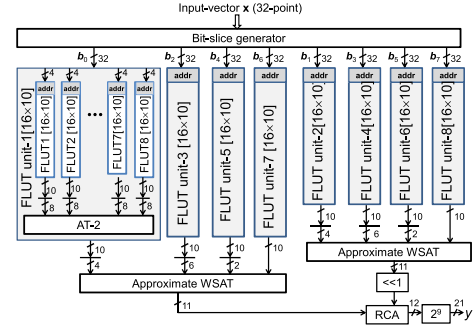 Input-vector x (32-point)
Bit-slice generator
b0 32 b2 32 b4 32 b6 32 b1 32 b3 32 b5 32 b7 32
4 4 4 4
addr addr addr addr addr addr addr addr addr addr addr
FLUT unit-1[16×10]
FLUT1 [16×10]
FLUT2 [16×10]
•••
FLUT7[16×10]
FLUT8 [16×10]
FLUT unit-3 [16×10]
FLUT unit-5 [16×10]
FLUT unit-7 [16×10]
FLUT unit-2[16×10]
FLUT unit-4[16×10]
FLUT unit-6[16×10]
FLUT unit-8[16×10]
10 10 10 10
8 8 8 8
AT-2
10 10 10 10
4 6 2
10 10 10 10
4 6 2
Approximate WSAT
Approximate WSAT
11
<<1
11
RCA
12
2^9
21
y